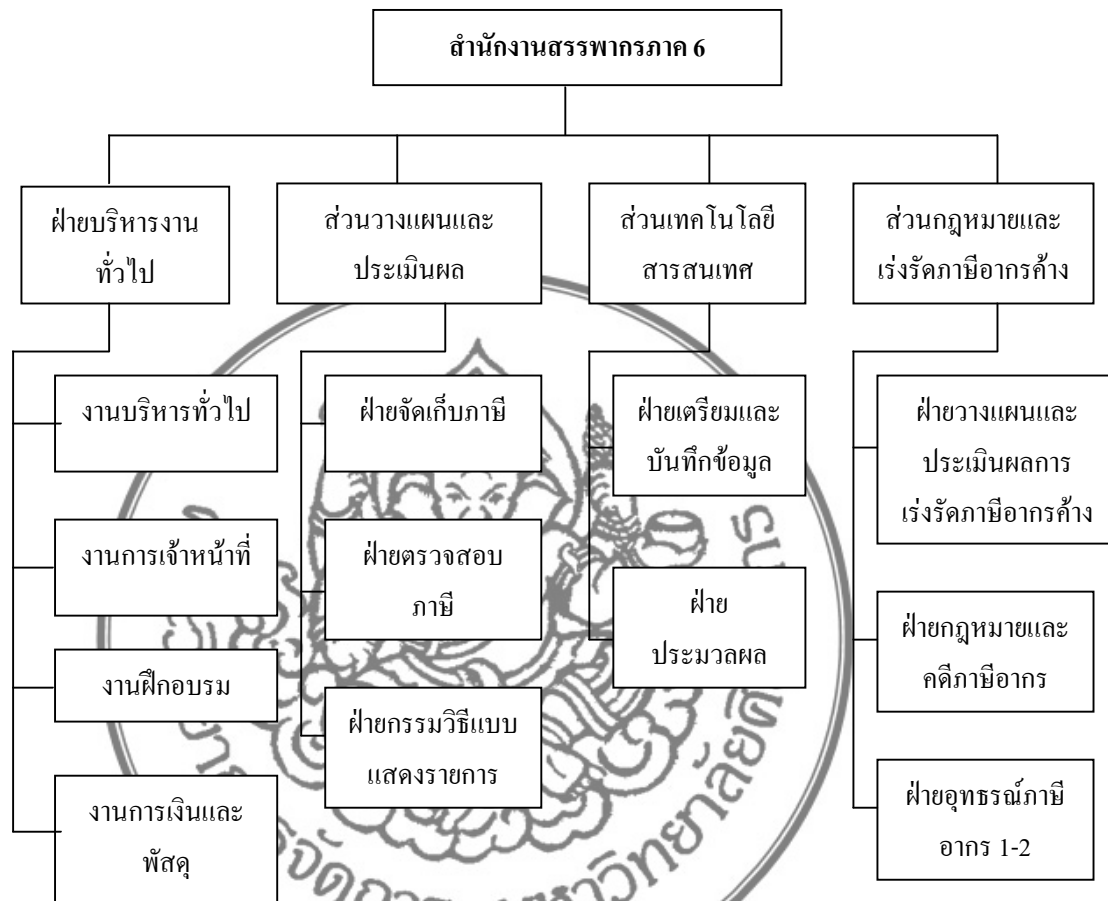 สำนักงานสรรพากรภาค 6
ฝ่ายบริหารงาน
ทั่วไป
ส่วนวางแผนและ
ประเมินผล
ส่วนเทคโนโลยี
สารสนเทศ
ส่วนกฎหมายและ
เร่งรัดภาษีอากรค้าง
งานบริหารทั่วไป
งานการเจ้าหน้าที่
งานฝึกอบรม
งานการเงินและ
พัสดุ
ฝ่ายจัดเก็บภาษี
ฝ่ายตรวจสอบ
ภาษี
ฝ่ายกรรมวิธีแบบ
แสดงรายการ
ฝ่ายเตรียมและ
บันทึกข้อมูล
ฝ่าย
ประมวลผล
ฝ่ายวางแผนและ
ประเมินผลการ
เร่งรัดภาษีอากรค้าง
ฝ่ายกฎหมายและ
คดีภาษีอากร
ฝ่ายอุทธรณ์ภาษี
อากร 1-2